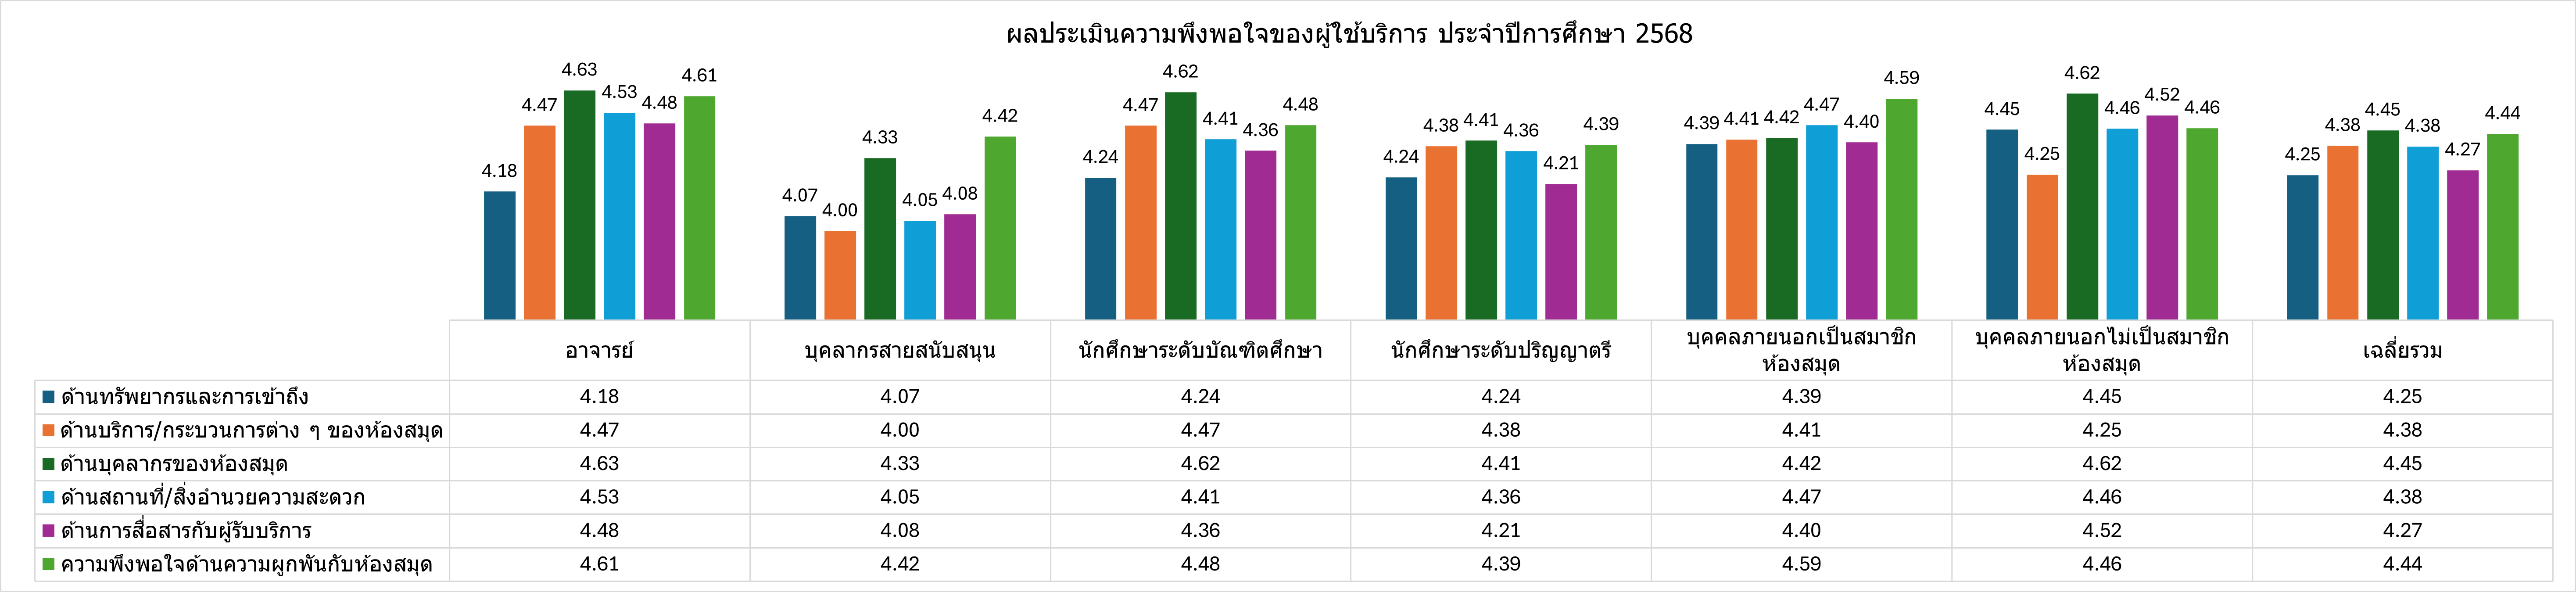 ผลประเมินความพึงพอใจของผู้ใช้บริการ ประจำปีการศึกษา 2568
4.18 4.47 4.63 4.53 4.48 4.61
4.07 4.00 4.33 4.05 4.08 4.42
4.24 4.47 4.62 4.41 4.36 4.48
4.24 4.38 4.41 4.36 4.21 4.39
4.39 4.41 4.42 4.47 4.40 4.59
4.45 4.25 4.62 4.46 4.52 4.46
4.25 4.38 4.45 4.38 4.27 4.44
อาจารย์
บุคลากรสายสนับสนุน
นักศึกษาระดับบัณฑิตศึกษา
นักศึกษาระดับปริญญาตรี
บุคคลภายนอกเป็นสมาชิก
ห้องสมุด
บุคคลภายนอกไม่เป็นสมาชิก
ห้องสมุด
เฉลี่ยรวม
ด้านทรัพยากรและการเข้าถึง 4.18 4.07 4.24 4.24 4.39 4.45 4.25
ด้านบริการ/กระบวนการต่าง ๆ ของห้องสมุด 4.47 4.00 4.47 4.38 4.41 4.25 4.38
ด้านบุคลากรของห้องสมุด 4.63 4.33 4.62 4.41 4.42 4.62 4.45
ด้านสถานที่/สิ่งอำนวยความสะดวก 4.53 4.05 4.41 4.36 4.47 4.46 4.38
ด้านการสื่อสารกับผู้รับบริการ 4.48 4.08 4.36 4.21 4.40 4.52 4.27
ความพึงพอใจด้านความผูกพันกับห้องสมุด 4.61 4.42 4.48 4.39 4.59 4.46 4.44